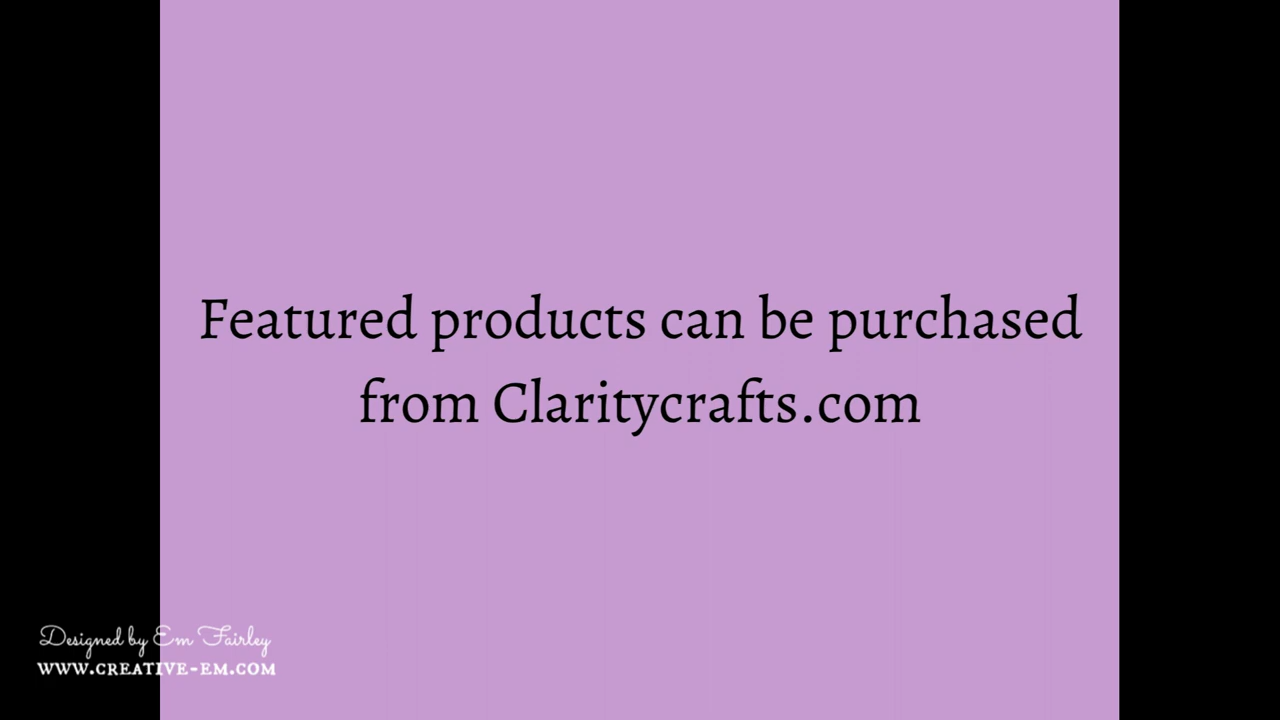 Featured products can be purchased
from Claritycrafts.com
Designed by Em Fairley
WWW.CREATIVE-EM.COM